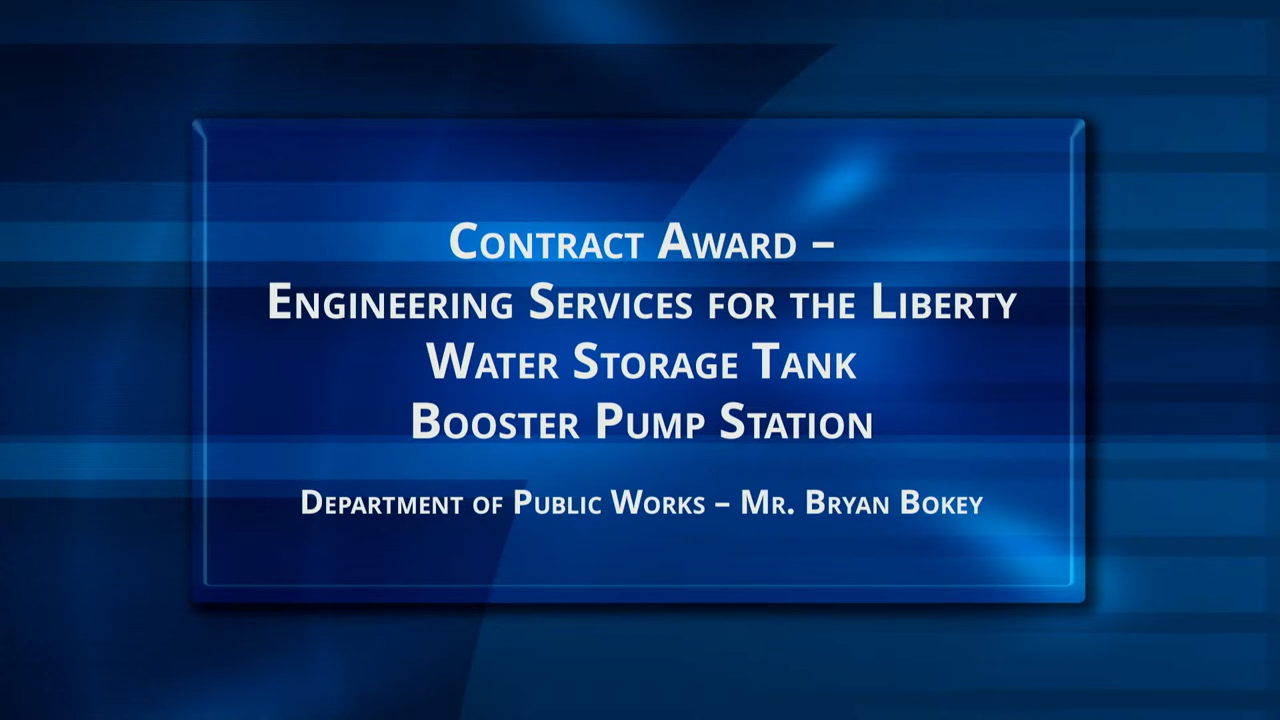 Contract Award –
Engineering Services for the Liberty
Water Storage Tank
Booster Pump Station
Department of Public Works – Mr. Bryan Bokey